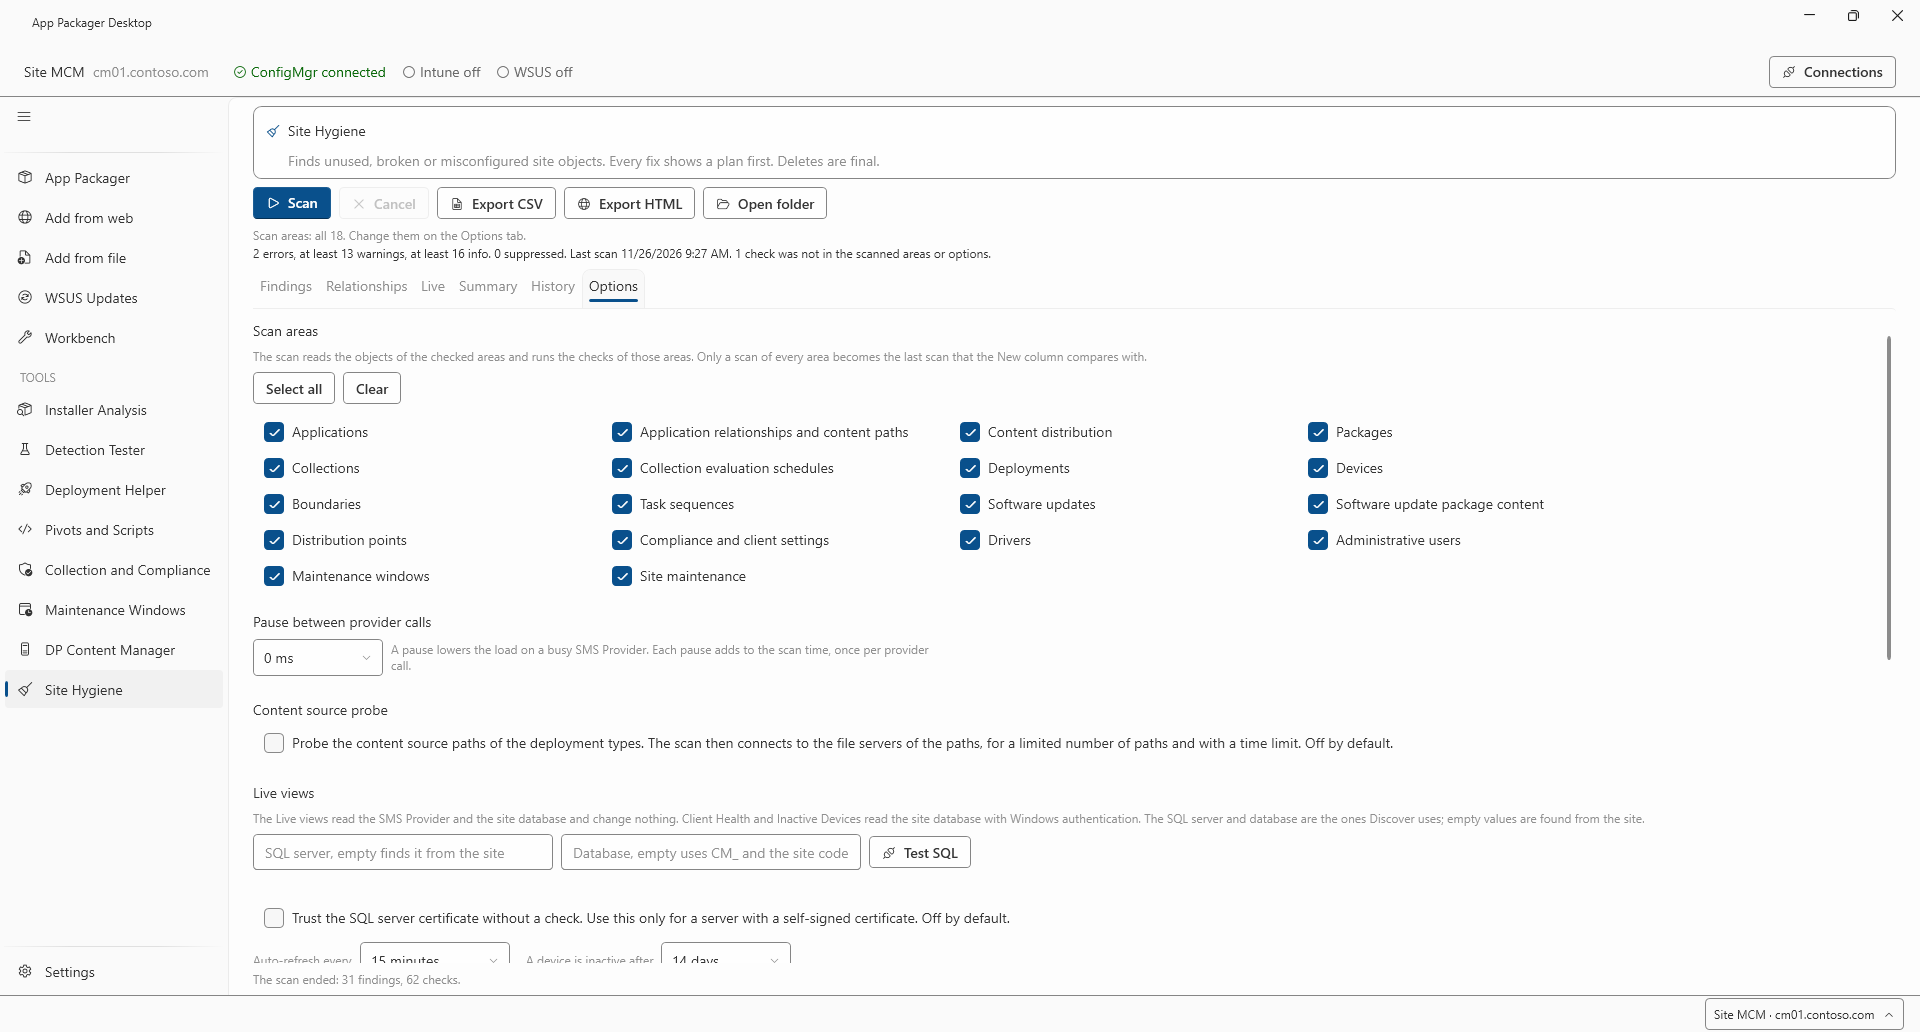 App Packager Desktop
Site MCM cm01.contoso.com ConfigMgr connected Intune off WSUS off Connections
Site Hygiene
Finds unused, broken or misconfigured site objects. Every fix shows a plan first. Deletes are final.
Scan Cancel Export CSV Export HTML Open folder
Scan areas: all 18. Change them on the Options tab.
2 errors, at least 13 warnings, at least 16 info. 0 suppressed. Last scan 11/26/2026 9:27 AM. 1 check was not in the scanned areas or options.
Findings Relationships Live Summary History Options
App Packager
Add from web
Add from file
WSUS Updates
Workbench
TOOLS
Installer Analysis
Detection Tester
Deployment Helper
Pivots and Scripts
Collection and Compliance
Maintenance Windows
DP Content Manager
Site Hygiene
Settings
Scan areas
The scan reads the objects of the checked areas and runs the checks of those areas. Only a scan of every area becomes the last scan that the New column compares with.
Select all Clear
Applications Application relationships and content paths Content distribution Packages
Collections Collection evaluation schedules Deployments Devices
Boundaries Task sequences Software updates Software update package content
Distribution points Compliance and client settings Drivers Administrative users
Maintenance windows Site maintenance
Pause between provider calls
0 ms
A pause lowers the load on a busy SMS Provider. Each pause adds to the scan time, once per provider
call.
Content source probe
Probe the content source paths of the deployment types. The scan then connects to the file servers of the paths, for a limited number of paths and with a time limit. Off by default.
Live views
The Live views read the SMS Provider and the site database and change nothing. Client Health and Inactive Devices read the site database with Windows authentication. The SQL server and database are the ones Discover uses; empty values are found from the site.
SQL server, empty finds it from the site Database, empty uses CM_ and the site code Test SQL
Trust the SQL server certificate without a check. Use this only for a server with a self-signed certificate. Off by default.
Auto-refresh every 15 minutes A device is inactive after 14 days
The scan ended: 31 findings, 62 checks.
Site MCM · cm01.contoso.com